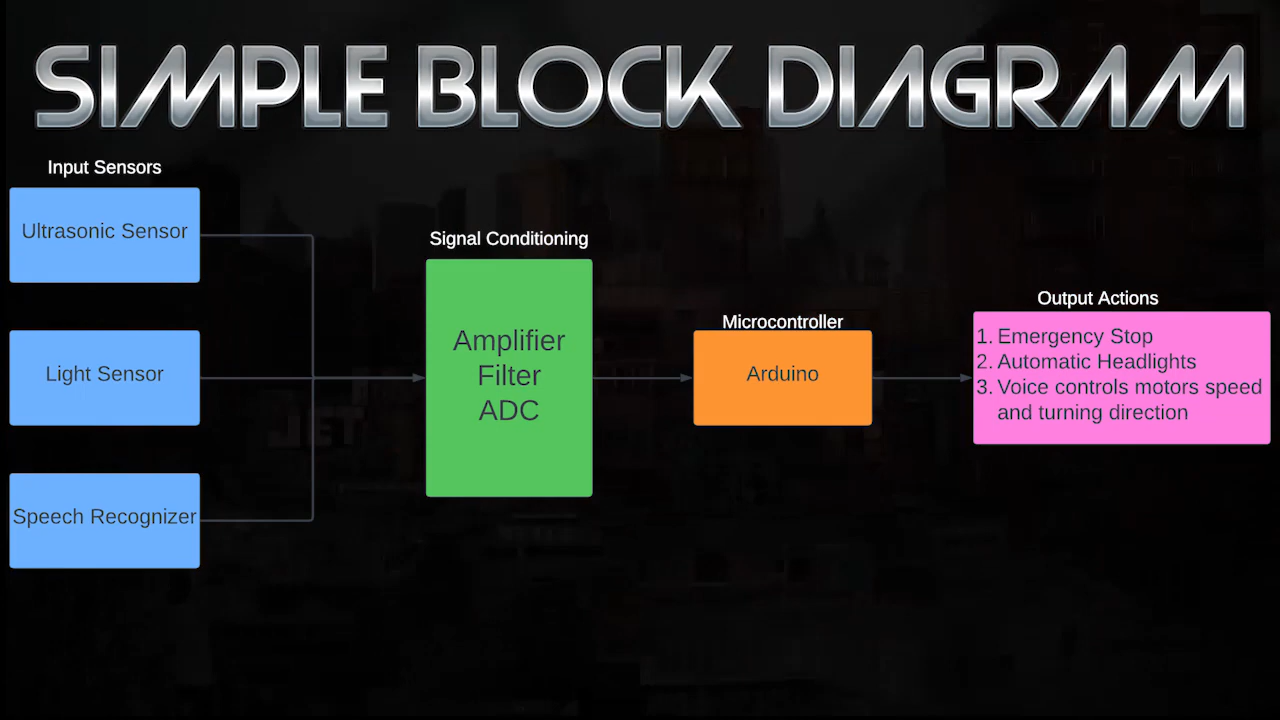 SIMPLE BLOCK DIAGRAM
Input Sensors
Ultrasonic Sensor
Light Sensor
Speech Recognizer
Signal Conditioning
Amplifier
Filter
ADC
Microcontroller
Arduino
Output Actions
1. Emergency Stop
2. Automatic Headlights
3. Voice controls motors speed
and turning direction